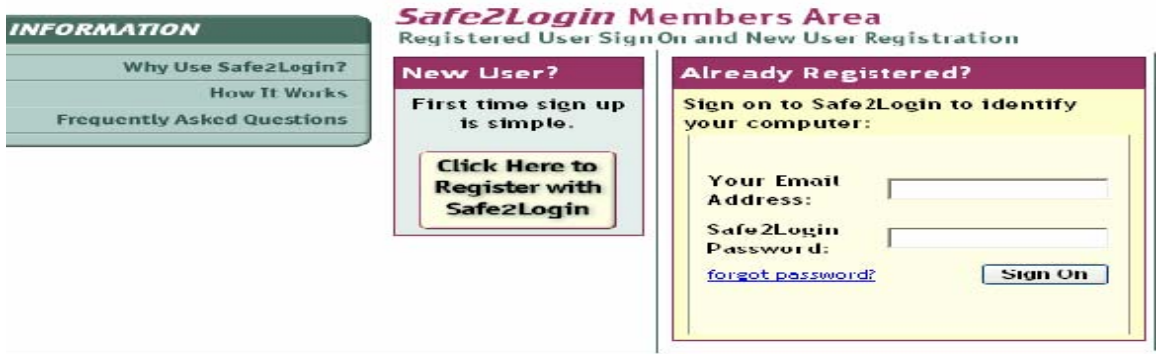 INFORMATION
Why Use Safe2Login?
How It Works
Frequently Asked Questions
Safe2Login Members Area
Registered User Sign On and New User Registration
New User?
First time sign up
is simple.
Click Here to
Register with
Safe2Login
Already Registered?
Sign on to Safe2Login to identify
your computer:
Your Email
Address:
Safe2Login
Password:
forgot password?
Sign On